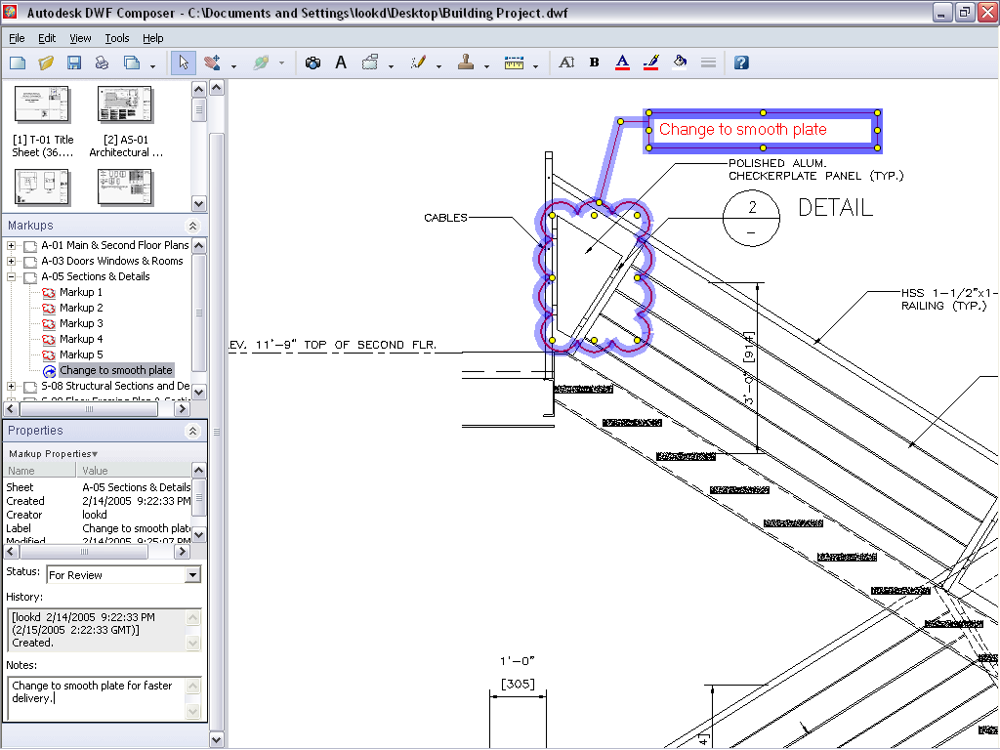 Autodesk DWF Composer - C:\Documents and Settings\lookd\Desktop\Building Project.dwf
File Edit View Tools Help
[1] T-01 Title
Sheet (36....
[2] AS-01
Architectural ...
Markups
A-01 Main & Second Floor Plans
A-03 Doors Windows & Rooms
A-05 Sections & Details
Markup 1
Markup 2
Markup 3
Markup 4
Markup 5
Change to smooth plate
S-08 Structural Sections and De
Properties
Markup Properties
Name Value
Sheet A-05 Sections & Details
Created 2/14/2005 9:22:33 PM
Creator lookd
Label Change to smooth plate
Modified 2/14/2005 9:25:07 PM
Status: For Review
History:
[lookd 2/14/2005 9:22:33 PM
(2/15/2005 2:22:33 GMT)]
Created.
Notes:
Change to smooth plate for faster
delivery.
Change to smooth plate
POLISHED ALUM.
CHECKERPLATE PANEL (TYP.)
CABLES
2
–
DETAIL
HSS 1-1/2"x1-
RAILING (TYP.)
EV. 11'-9" TOP OF SECOND FLR.
3'-0" [914]
1'-0"
[305]
4]